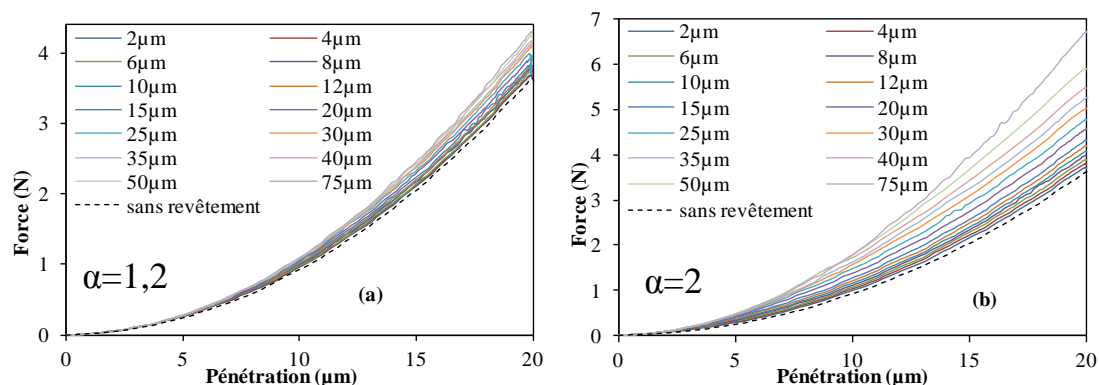 Force (N)
4
3
2
1
0
2µm 4µm
6µm 8µm
10µm 12µm
15µm 20µm
25µm 30µm
35µm 40µm
50µm 75µm
sans revêtement
α=1,2
(a)
0 5 10 15 20
Pénétration (µm)
Force (N)
7
6
5
4
3
2
1
0
2µm 4µm
6µm 8µm
10µm 12µm
15µm 20µm
25µm 30µm
35µm 40µm
50µm 75µm
sans revêtement
α=2
(b)
0 5 10 15 20
Pénétration (µm)